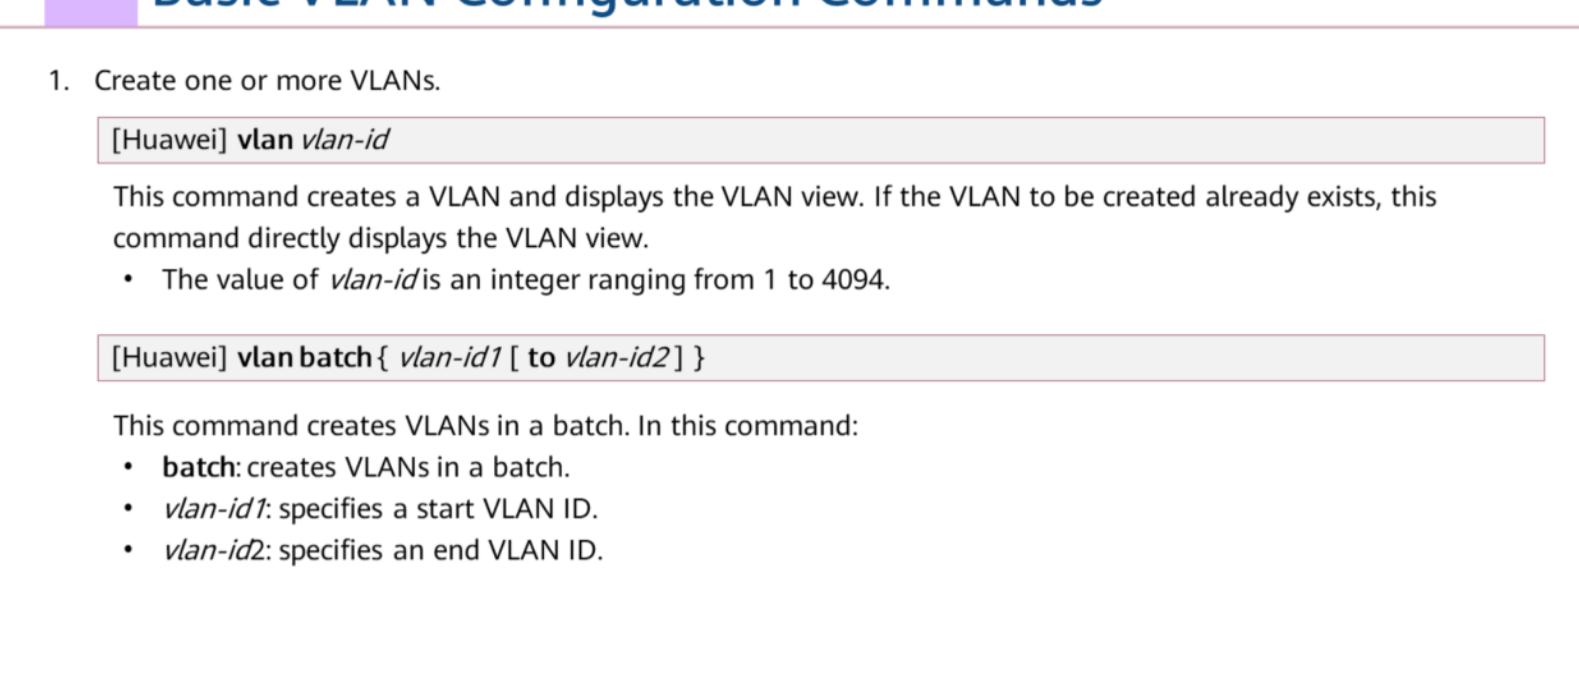 Basic VLAN Configuration Commands
1. Create one or more VLANs.
[Huawei] vlan vlan-id
This command creates a VLAN and displays the VLAN view. If the VLAN to be created already exists, this
command directly displays the VLAN view.
• The value of vlan-id is an integer ranging from 1 to 4094.
[Huawei] vlan batch { vlan-id1 [ to vlan-id2 ] }
This command creates VLANs in a batch. In this command:
• batch: creates VLANs in a batch.
• vlan-id1: specifies a start VLAN ID.
• vlan-id2: specifies an end VLAN ID.